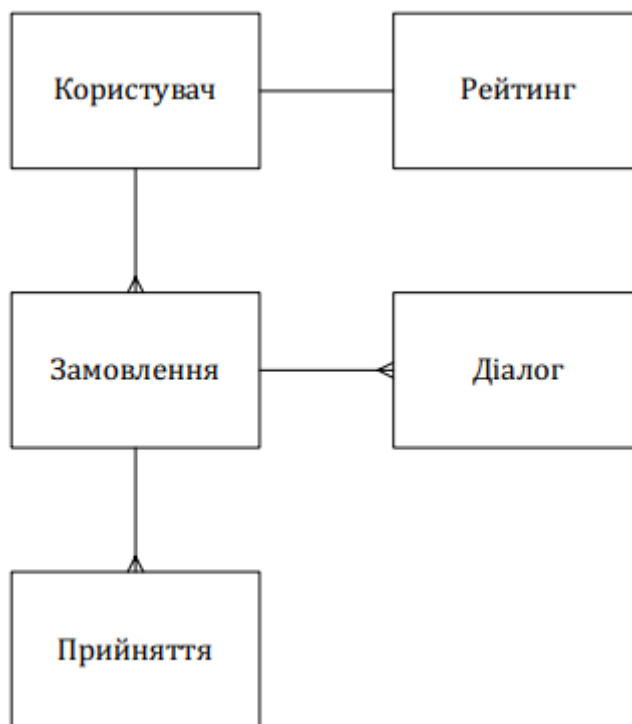 Користувач
Рейтинг
Замовлення
Діалог
Прийняття